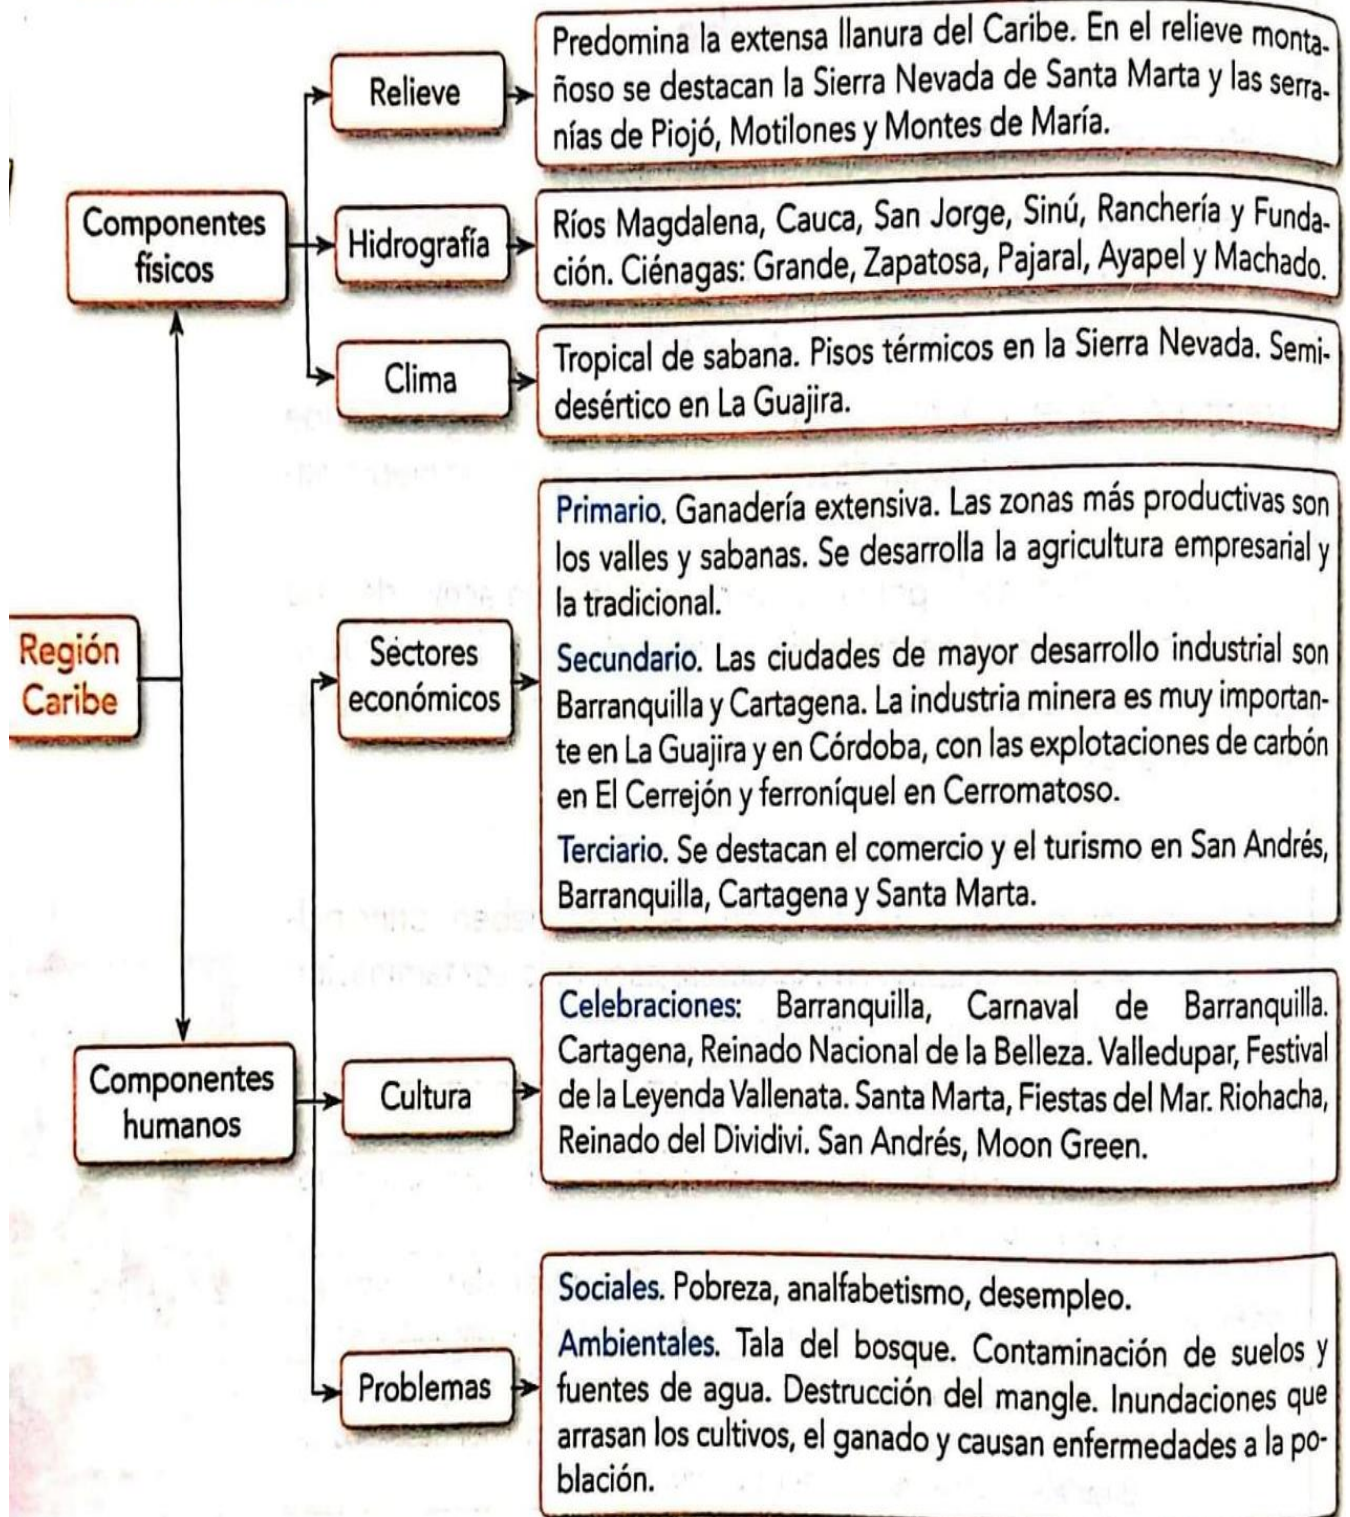 Región
Caribe
Componentes
físicos
Relieve
Predomina la extensa llanura del Caribe. En el relieve monta-
ñoso se destacan la Sierra Nevada de Santa Marta y las serra-
nías de Piojó, Motilones y Montes de María.
Hidrografía
Ríos Magdalena, Cauca, San Jorge, Sinú, Ranchería y Funda-
ción. Ciénagas: Grande, Zapatosa, Pajaral, Ayapel y Machado.
Clima
Tropical de sabana. Pisos térmicos en la Sierra Nevada. Semi-
desértico en La Guajira.
Componentes
humanos
Sectores
económicos
Primario. Ganadería extensiva. Las zonas más productivas son
los valles y sabanas. Se desarrolla la agricultura empresarial y
la tradicional.
Secundario. Las ciudades de mayor desarrollo industrial son
Barranquilla y Cartagena. La industria minera es muy importan-
te en La Guajira y en Córdoba, con las explotaciones de carbón
en El Cerrejón y ferroníquel en Cerromatoso.
Terciario. Se destacan el comercio y el turismo en San Andrés,
Barranquilla, Cartagena y Santa Marta.
Cultura
Celebraciones: Barranquilla, Carnaval de Barranquilla.
Cartagena, Reinado Nacional de la Belleza. Valledupar, Festival
de la Leyenda Vallenata. Santa Marta, Fiestas del Mar. Riohacha,
Reinado del Dividivi. San Andrés, Moon Green.
Problemas
Sociales. Pobreza, analfabetismo, desempleo.
Ambientales. Tala del bosque. Contaminación de suelos y
fuentes de agua. Destrucción del mangle. Inundaciones que
arrasan los cultivos, el ganado y causan enfermedades a la po-
blación.